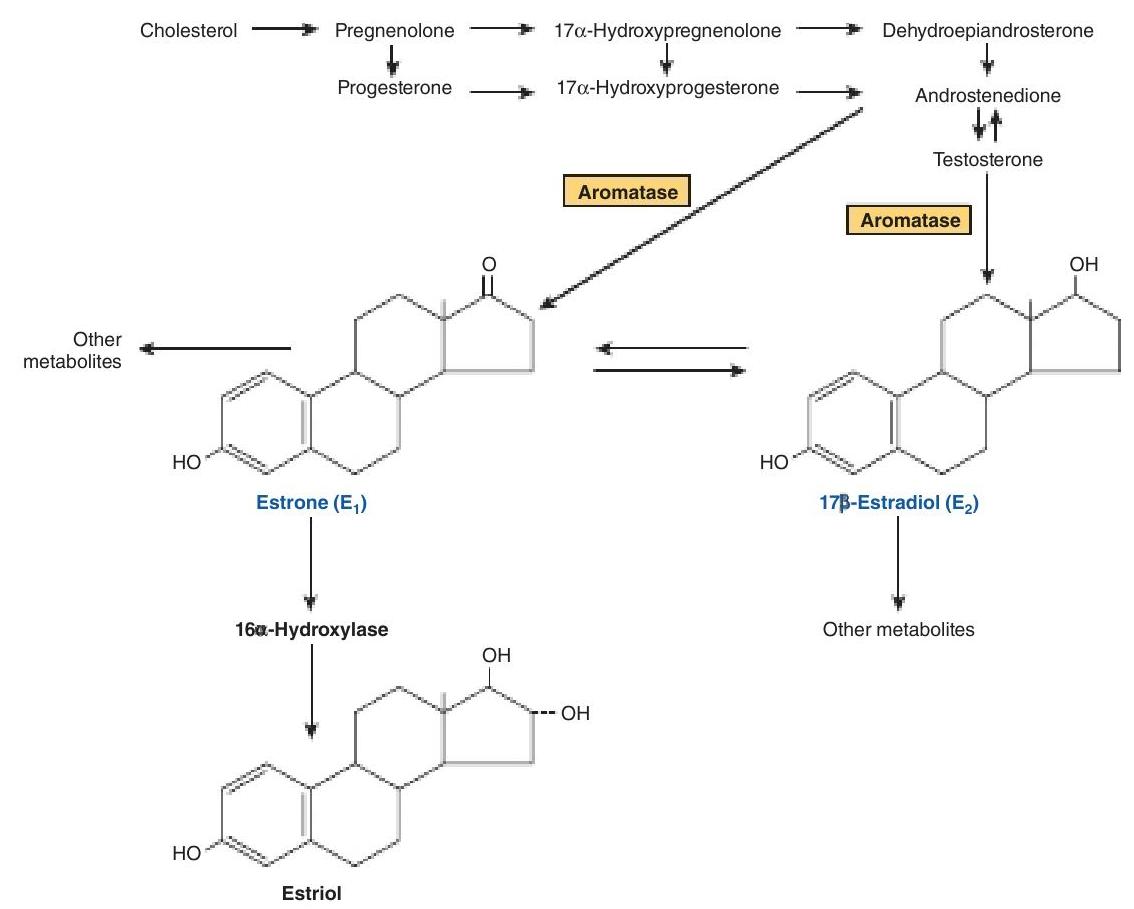 Cholesterol
Pregnenolone
17α-Hydroxypregnenolone
Dehydroepiandrosterone
Progesterone
17α-Hydroxyprogesterone
Androstenedione
Testosterone
Aromatase
Aromatase
O
OH
Other
metabolites
HO
HO
Estrone (E₁)
17β-Estradiol (E₂)
16α-Hydroxylase
Other metabolites
OH
OH
HO
Estriol